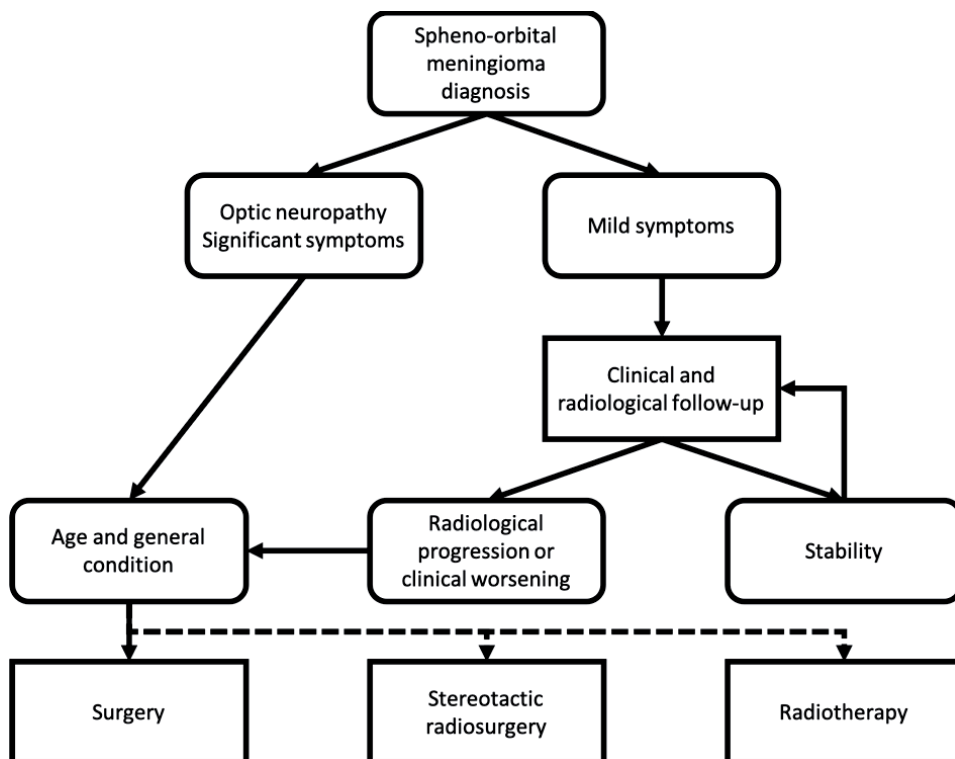 Spheno-orbital
meningioma
diagnosis
Optic neuropathy
Significant symptoms
Mild symptoms
Clinical and
radiological follow-up
Age and general
condition
Radiological
progression or
clinical worsening
Stability
Surgery
Stereotactic
radiosurgery
Radiotherapy